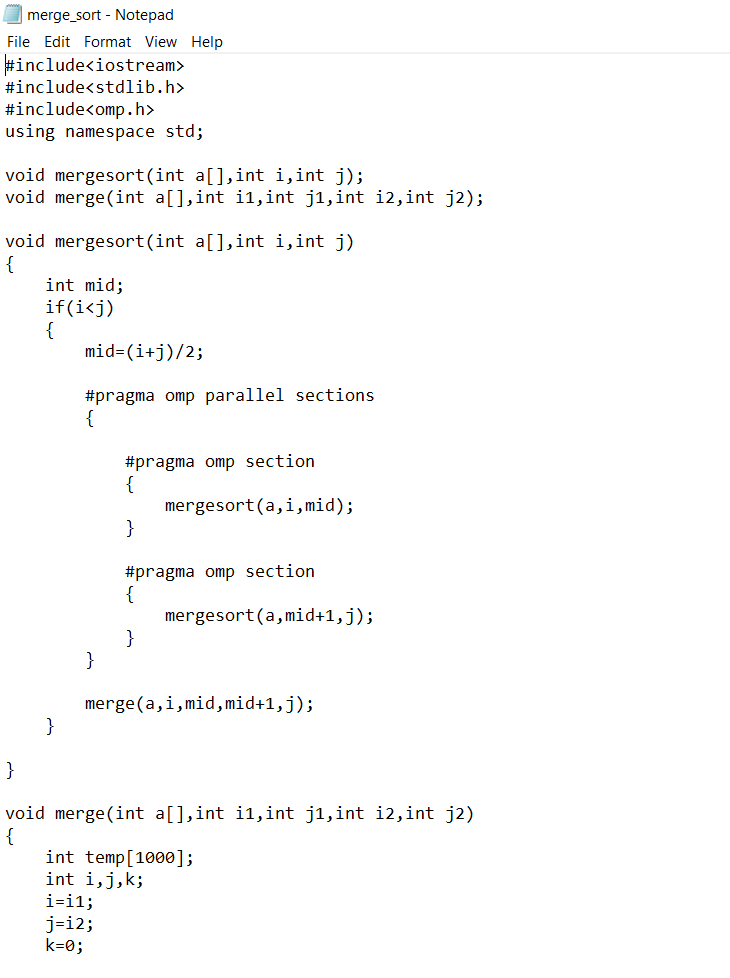 merge_sort - Notepad
File Edit Format View Help
#include<iostream>
#include<stdlib.h>
#include<omp.h>
using namespace std;

void mergesort(int a[],int i,int j);
void merge(int a[],int i1,int j1,int i2,int j2);

void mergesort(int a[],int i,int j)
{
    int mid;
    if(i<j)
    {
        mid=(i+j)/2;

        #pragma omp parallel sections
        {

            #pragma omp section
            {
                mergesort(a,i,mid);
            }

            #pragma omp section
            {
                mergesort(a,mid+1,j);
            }
        }

        merge(a,i,mid,mid+1,j);
    }

}

void merge(int a[],int i1,int j1,int i2,int j2)
{
    int temp[1000];
    int i,j,k;
    i=i1;
    j=i2;
    k=0;